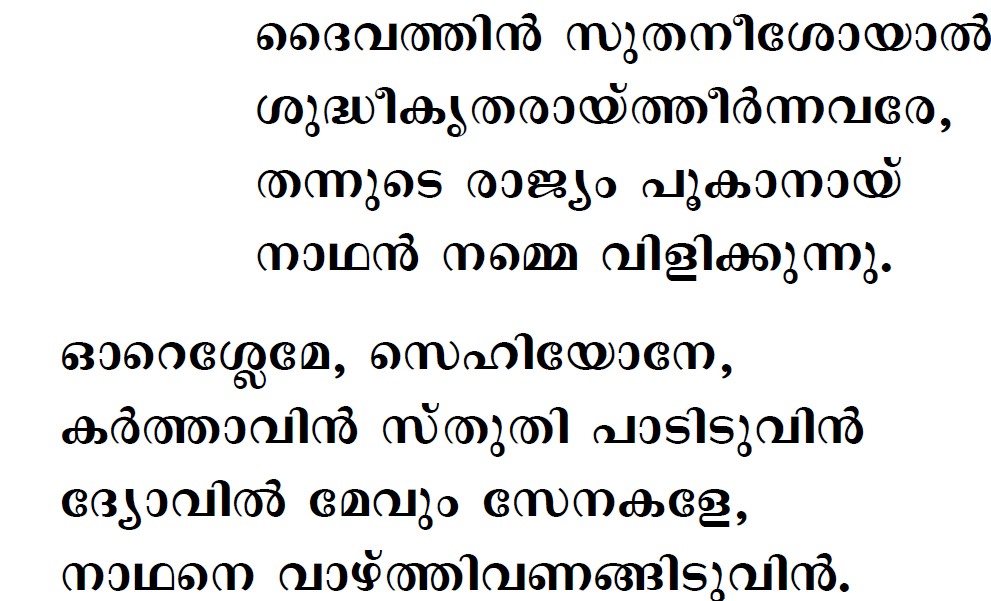 ദൈവത്തിൻ സുതനീശോയാൽ
ശുദ്ധീകൃതരായ്ത്തീർന്നവരേ,
തന്നുടെ രാജ്യം പൂകാനായ്
നാഥൻ നമ്മെ വിളിക്കുന്നു.
ഓറെശ്ലേമേ, സെഹിയോനേ,
കർത്താവിൻ സ്തുതി പാടിടുവിൻ
ദ്യോവിൽ മേവും സേനകളേ,
നാഥനെ വാഴ്ത്തിവണങ്ങിടുവിൻ.